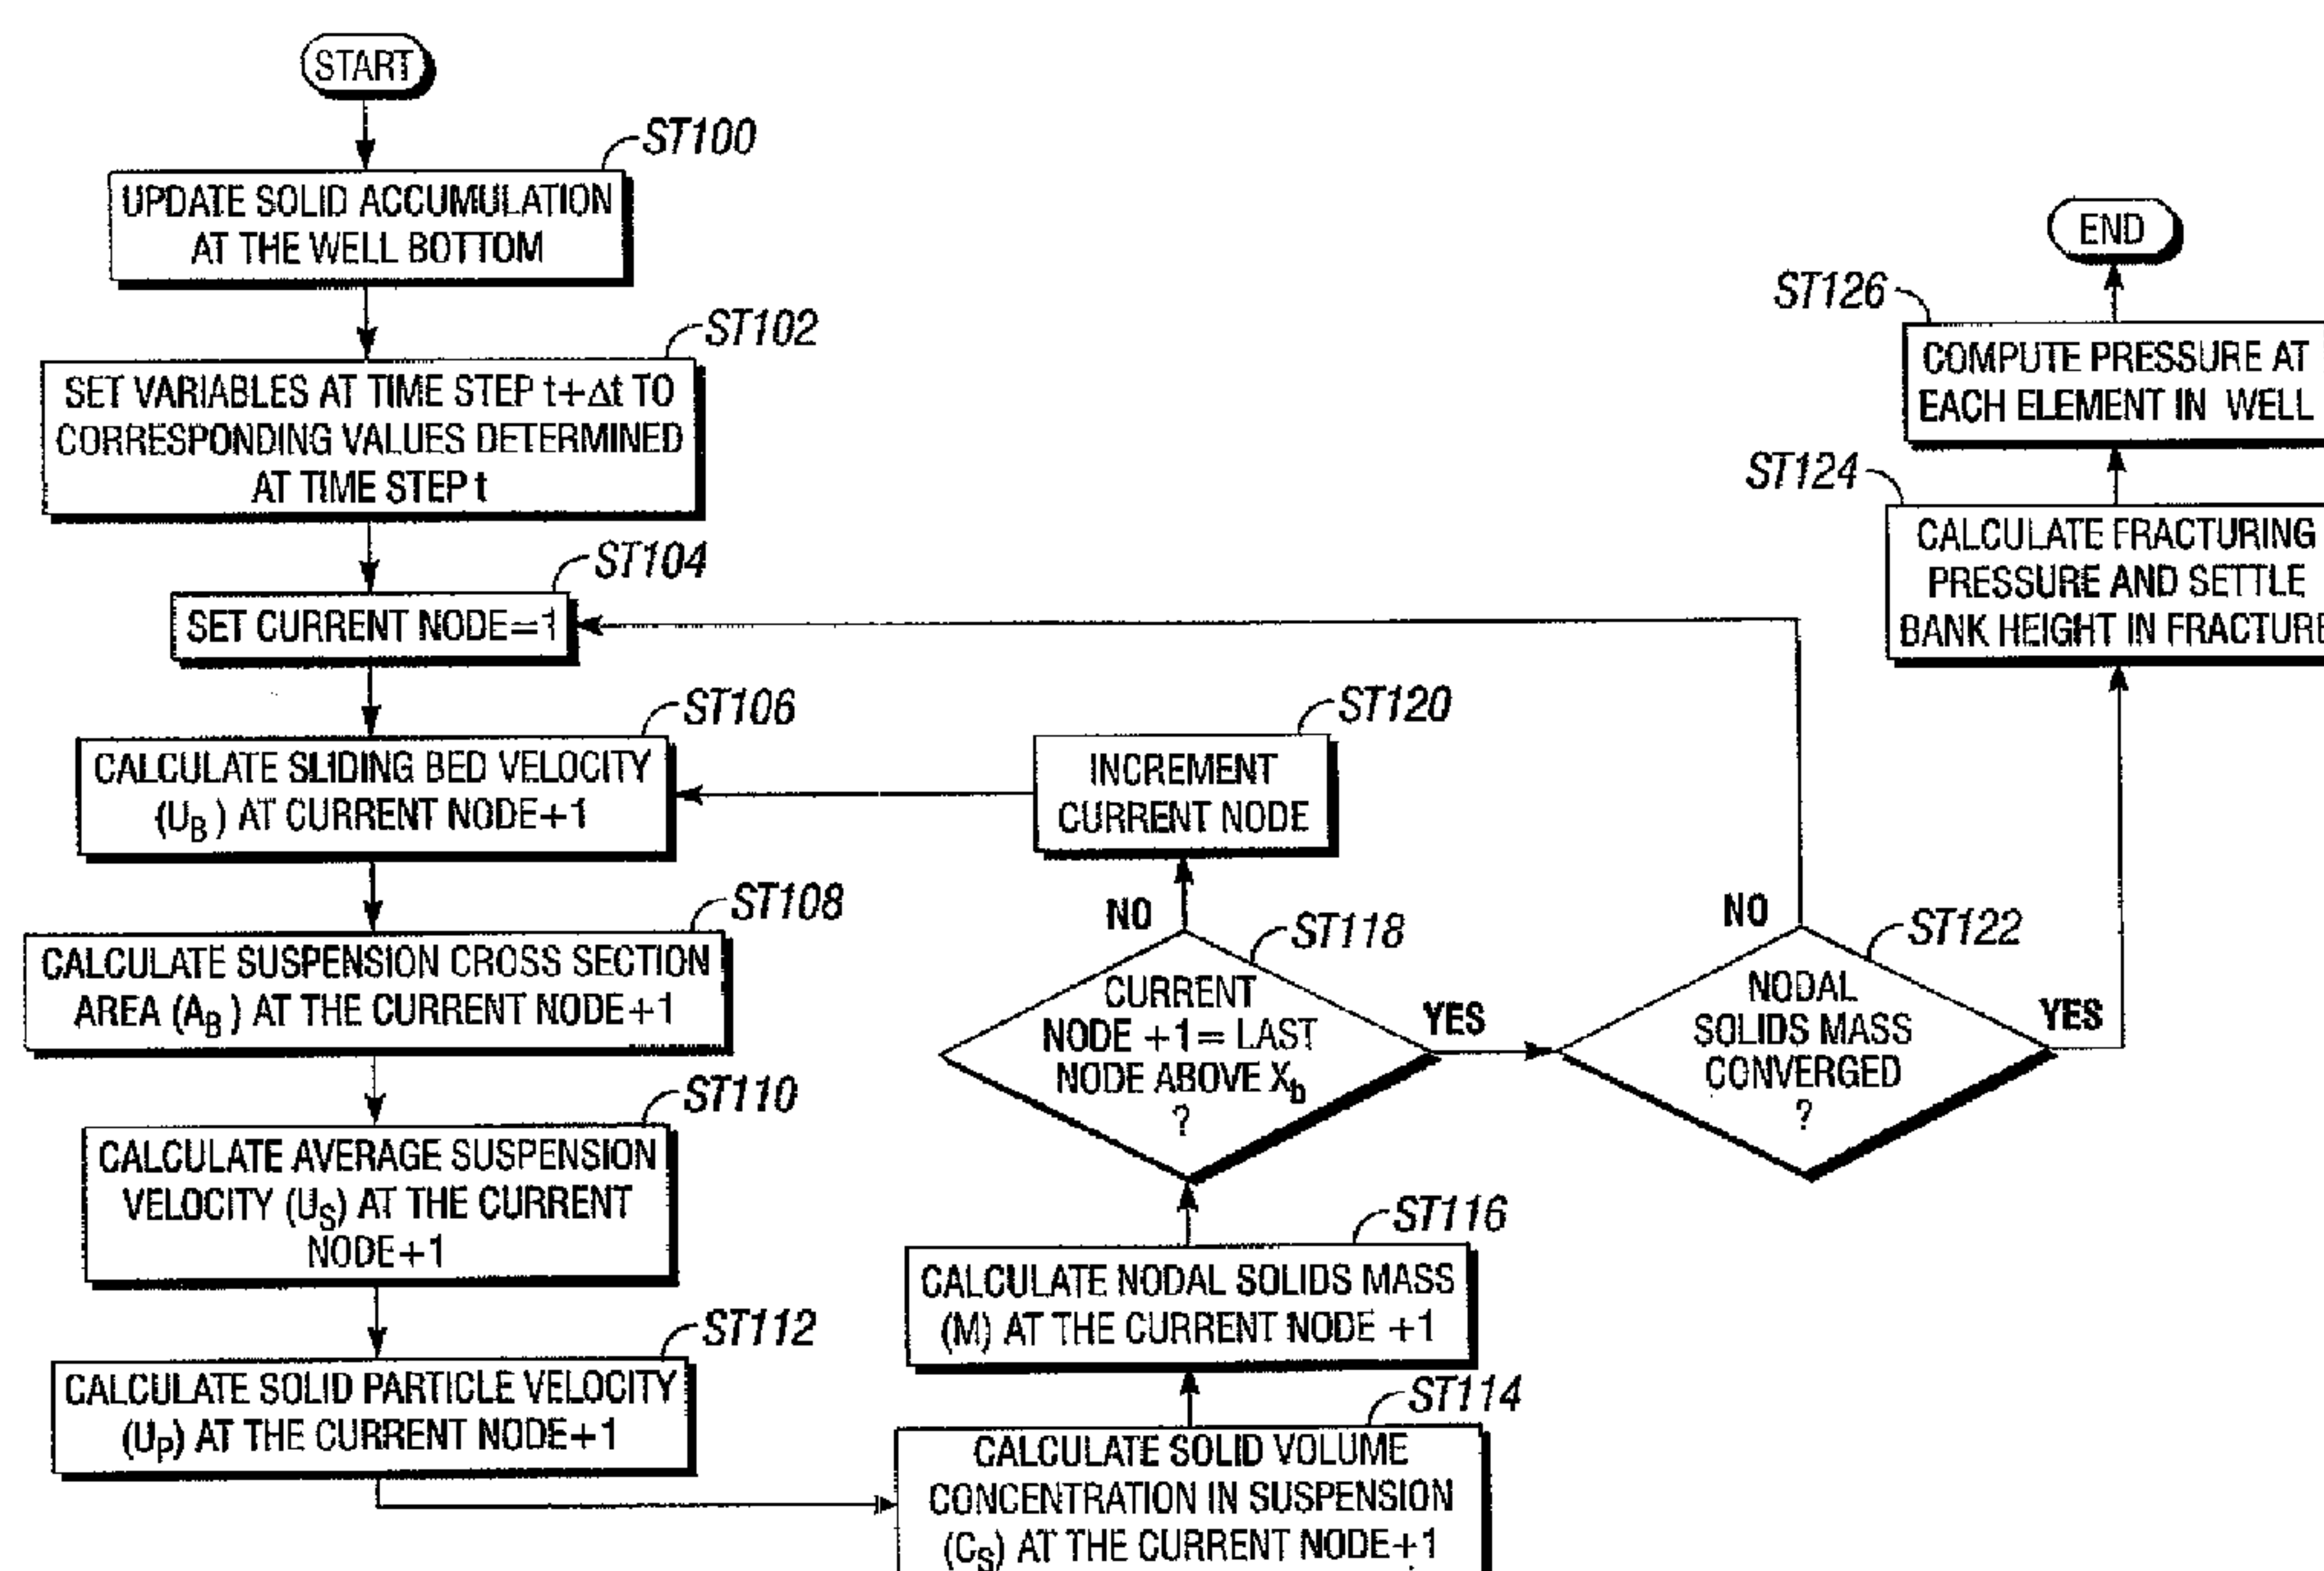 START
ST100
UPDATE SOLID ACCUMULATION
AT THE WELL BOTTOM
ST102
SET VARIABLES AT TIME STEP t+Δt TO
CORRESPONDING VALUES DETERMINED
AT TIME STEP t
ST104
SET CURRENT NODE=1
ST106
CALCULATE SLIDING BED VELOCITY
(U_B) AT CURRENT NODE+1
ST108
CALCULATE SUSPENSION CROSS SECTION
AREA (A_B) AT THE CURRENT NODE+1
ST110
CALCULATE AVERAGE SUSPENSION
VELOCITY (U_S) AT THE CURRENT
NODE+1
ST112
CALCULATE SOLID PARTICLE VELOCITY
(U_P) AT THE CURRENT NODE+1
ST114
CALCULATE SOLID VOLUME
CONCENTRATION IN SUSPENSION
(C_S) AT THE CURRENT NODE+1
ST116
CALCULATE NODAL SOLIDS MASS
(M) AT THE CURRENT NODE +1
ST118
CURRENT
NODE +1= LAST
NODE ABOVE X_b
?
NO
YES
ST120
INCREMENT
CURRENT NODE
ST122
NODAL
SOLIDS MASS
CONVERGED
?
NO
YES
ST124
CALCULATE FRACTURING
PRESSURE AND SETTLE
BANK HEIGHT IN FRACTURE
ST126
COMPUTE PRESSURE AT
EACH ELEMENT IN WELL
END